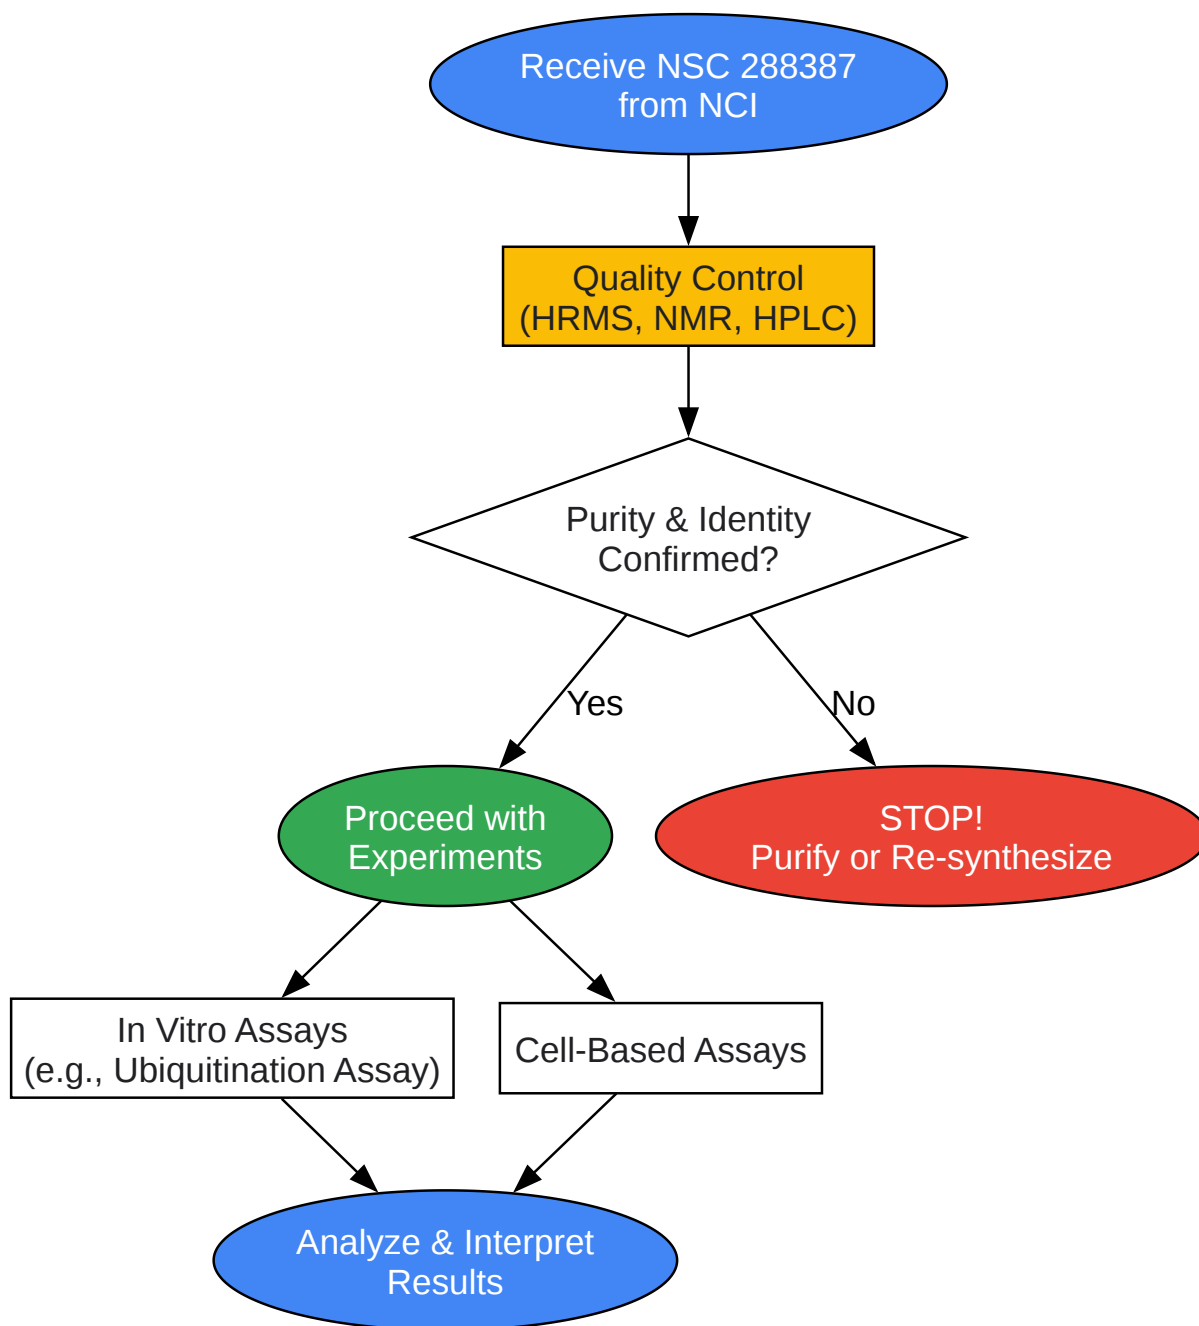 Receive NSC 288387
from NCI
Quality Control
(HRMS, NMR, HPLC)
Purity & Identity
Confirmed?
Yes
No
Proceed with
Experiments
STOP!
Purify or Re-synthesize
In Vitro Assays
(e.g., Ubiquitination Assay)
Cell-Based Assays
Analyze & Interpret
Results